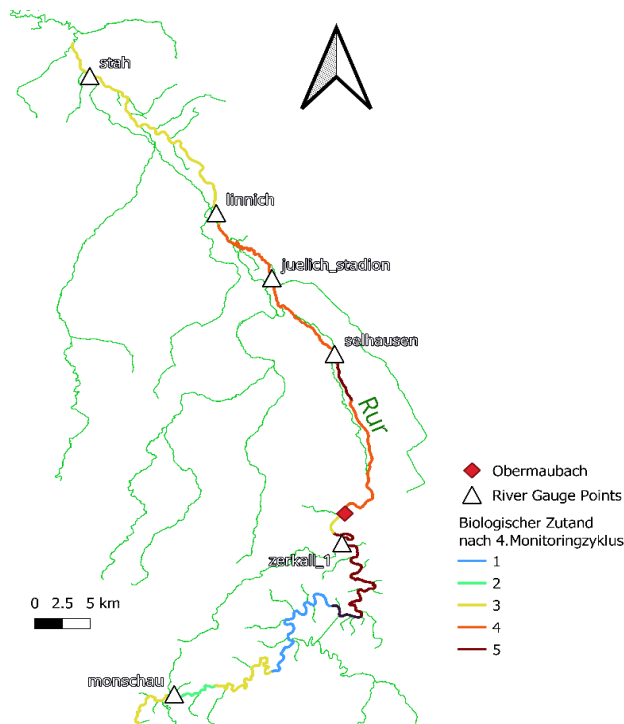 stah
linnich
juelich_stadion
selhausen
Rur
Obermaubach
River Gauge Points
Biologischer Zutand
nach 4.Monitoringzyklus
1
2
3
4
5
zerkall_1
0 2.5 5 km
monschau